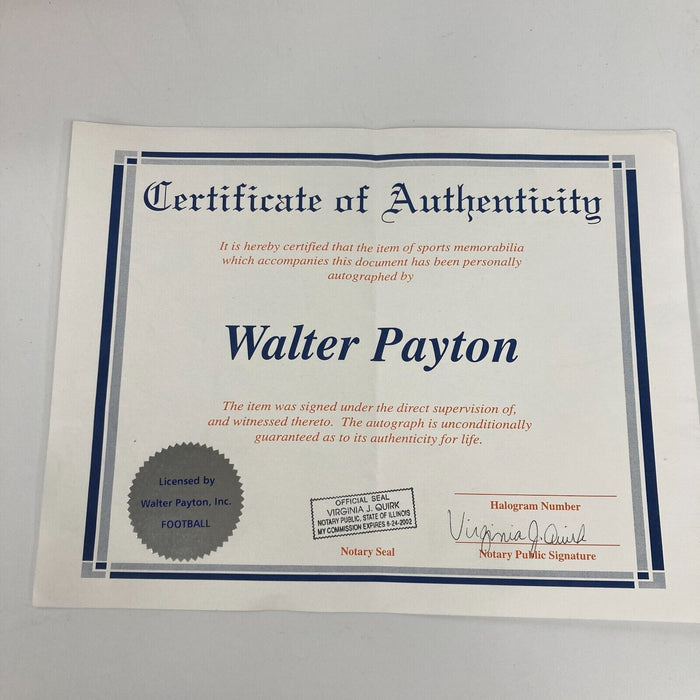 Certificate of Authenticity
It is hereby certified that the item of sports memorabilia
which accompanies this document has been personally
autographed by
Walter Payton
The item was signed under the direct supervision of,
and witnessed thereto. The autograph is unconditionally
guaranteed as to its authenticity for life.
Licensed by
Walter Payton, Inc.
FOOTBALL
OFFICIAL SEAL
VIRGINIA J. QUIRK
NOTARY PUBLIC, STATE OF ILLINOIS
MY COMMISSION EXPIRES 6-24-2002
Notary Seal
Halogram Number
Virginia J. Quirk
Notary Public Signature